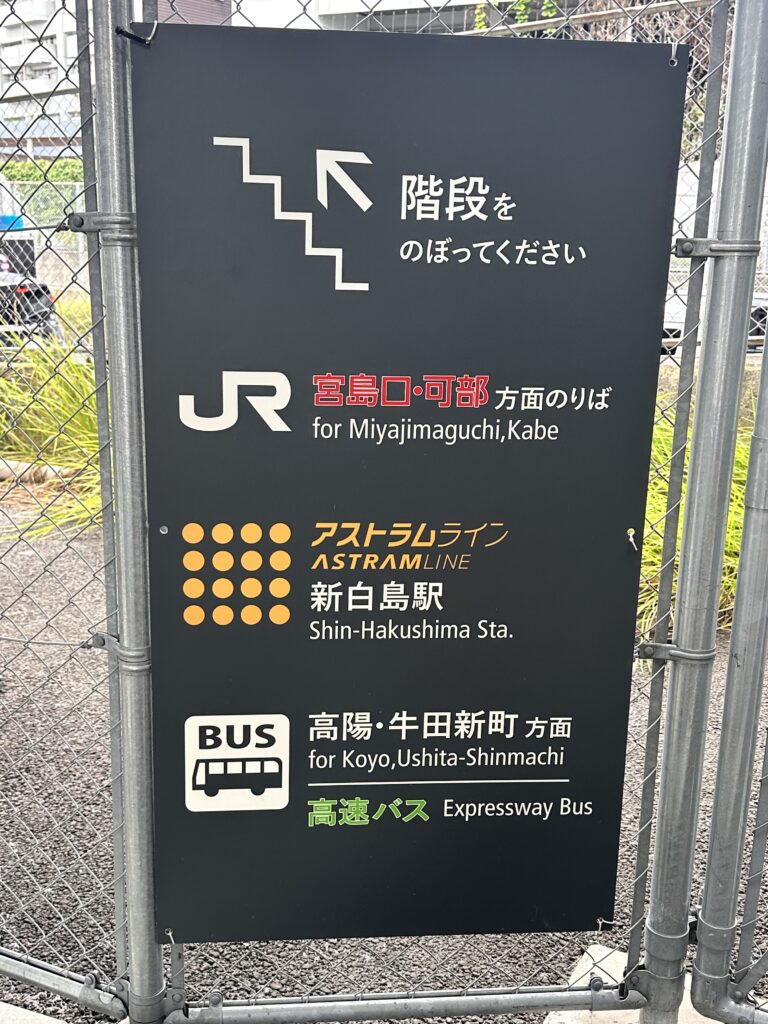 階段を
のぼってください
JR
宮島口・可部 方面のりば
for Miyajimaguchi,Kabe
アストラムライン
ASTRAMLINE
新白島駅
Shin-Hakushima Sta.
BUS
高陽・牛田新町 方面
for Koyo,Ushita-Shinmachi
高速バス Expressway Bus